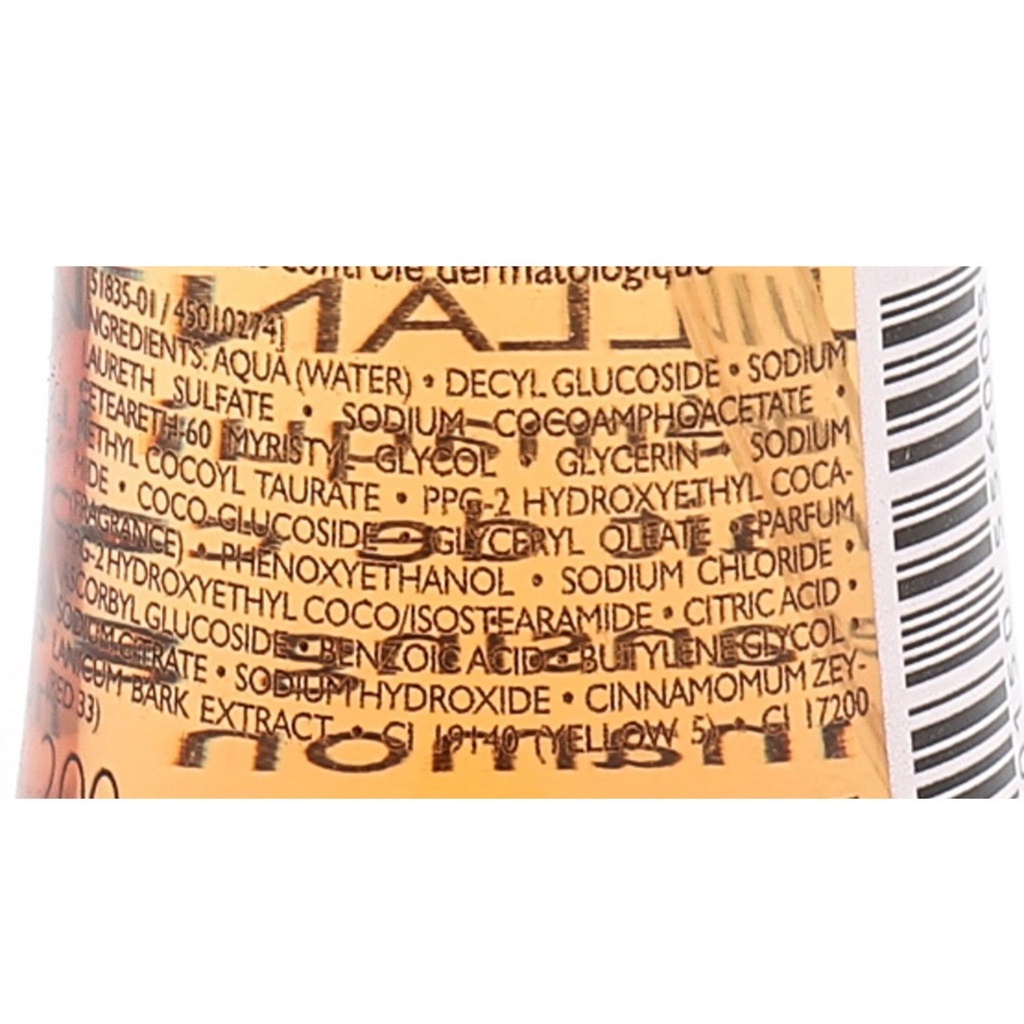 contrôle dermatologique
51835-01 / 45010274]
NGREDIENTS: AQUA (WATER) • DECYL GLUCOSIDE • SODIUM
LAURETH SULFATE • SODIUM COCOAMPHOACETATE •
CETEARETH-60 MYRISTYL GLYCOL • GLYCERIN • SODIUM
METHYL COCOYL TAURATE • PPG-2 HYDROXYETHYL COCA-
MIDE • COCO-GLUCOSIDE • GLYCERYL OLEATE • PARFUM
FRAGRANCE) • PHENOXYETHANOL • SODIUM CHLORIDE •
G-2 HYDROXYETHYL COCO/ISOSTEARAMIDE • CITRIC ACID •
ASCORBYL GLUCOSIDE • BENZOIC ACID • BUTYLENE GLYCOL •
SODIUM CITRATE • SODIUM HYDROXIDE • CINNAMOMUM ZEY-
LANICUM BARK EXTRACT • CI 19140 (YELLOW 5) • CI 17200
RED 33)
200